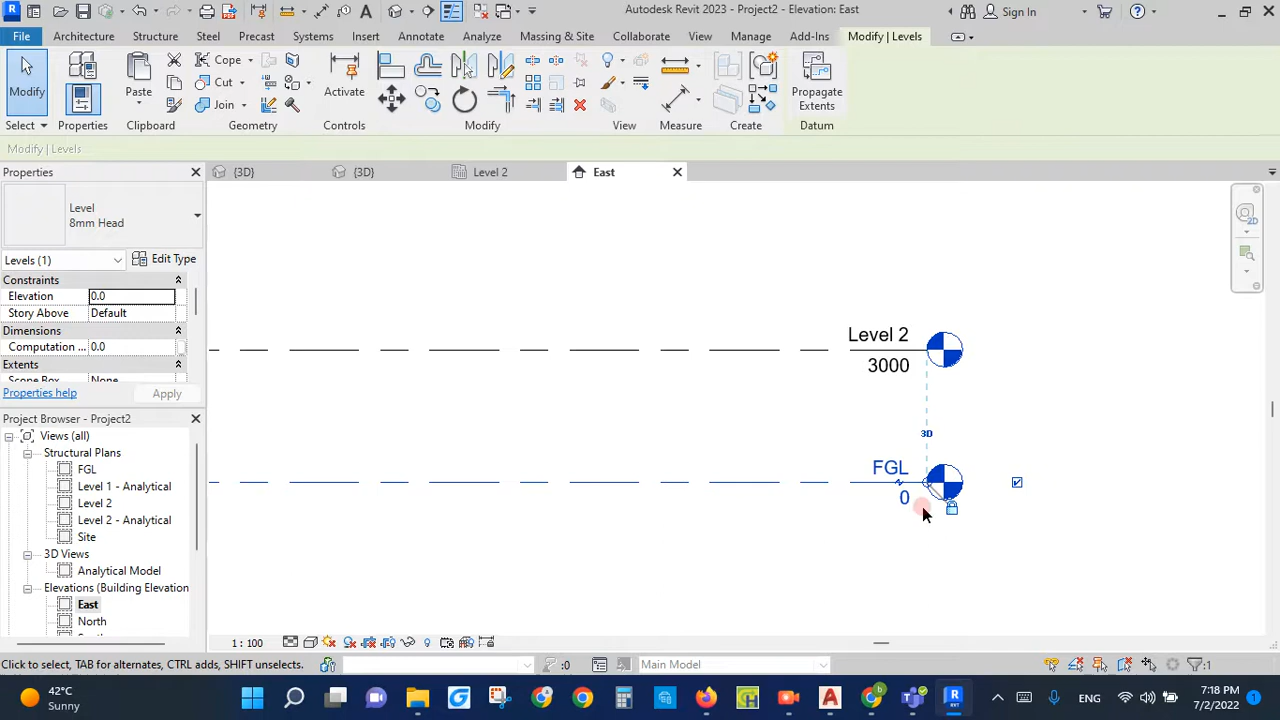 Autodesk Revit 2023 - Project2 - Elevation: East
Sign In
File Architecture Structure Steel Precast Systems Insert Annotate Analyze Massing & Site Collaborate View Manage Add-Ins Modify | Levels
Modify
Properties
Paste
Cope
Cut
Join
Activate
Propagate
Extents
Select Properties Clipboard Geometry Controls Modify View Measure Create Datum
Modify | Levels
Properties
{3D} {3D} Level 2 East
Level
8mm Head
Levels (1)
Edit Type
Constraints
Elevation 0.0
Story Above Default
Dimensions
Computation ... 0.0
Extents
Scope Box None
Properties help Apply
Project Browser - Project2
Views (all)
Structural Plans
FGL
Level 1 - Analytical
Level 2
Level 2 - Analytical
Site
3D Views
Analytical Model
Elevations (Building Elevation
East
North
Level 2
3000
3D
FGL
0
2D
1 : 100
Click to select, TAB for alternates, CTRL adds, SHIFT unselects.
:0
Main Model
:1
42°C
Sunny
ENG
7:18 PM
7/2/2022